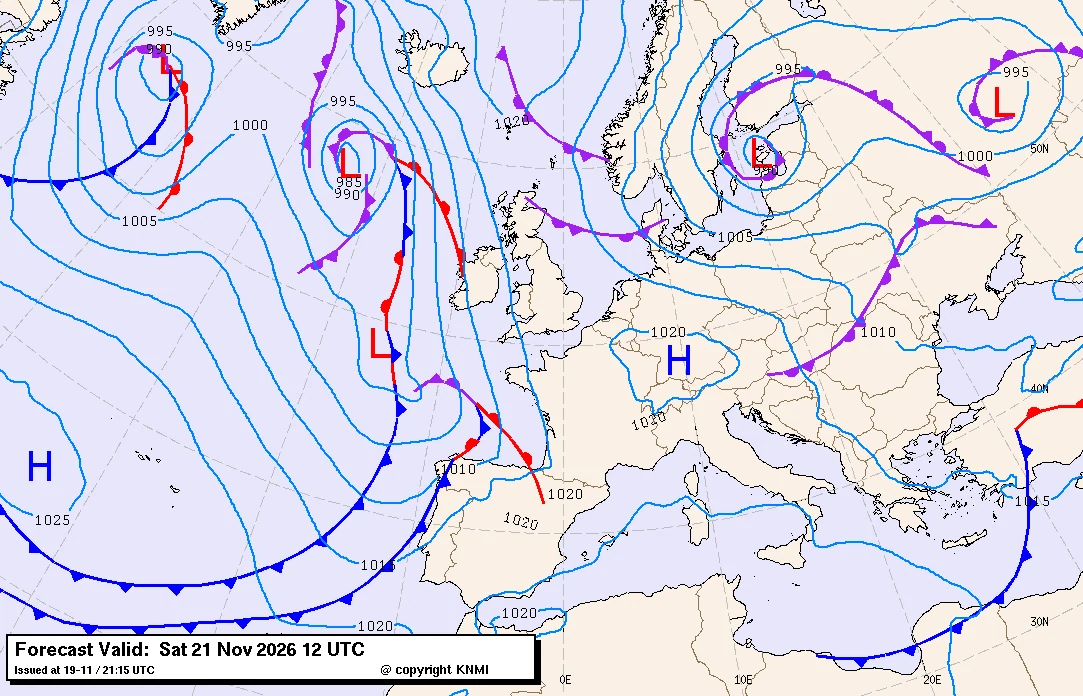 995
990
L
995
995
L
985
990
1000
1005
1020
995
L
990
995
L
1000
50N
1005
1010
L
1020
H
1020
40N
H
1025
1010
1020
1020
1015
1015
1020
1020
30N
0E
10E
20E
Forecast Valid: Sat 21 Nov 2026 12 UTC
Issued at 19-11 / 21:15 UTC @ copyright KNMI